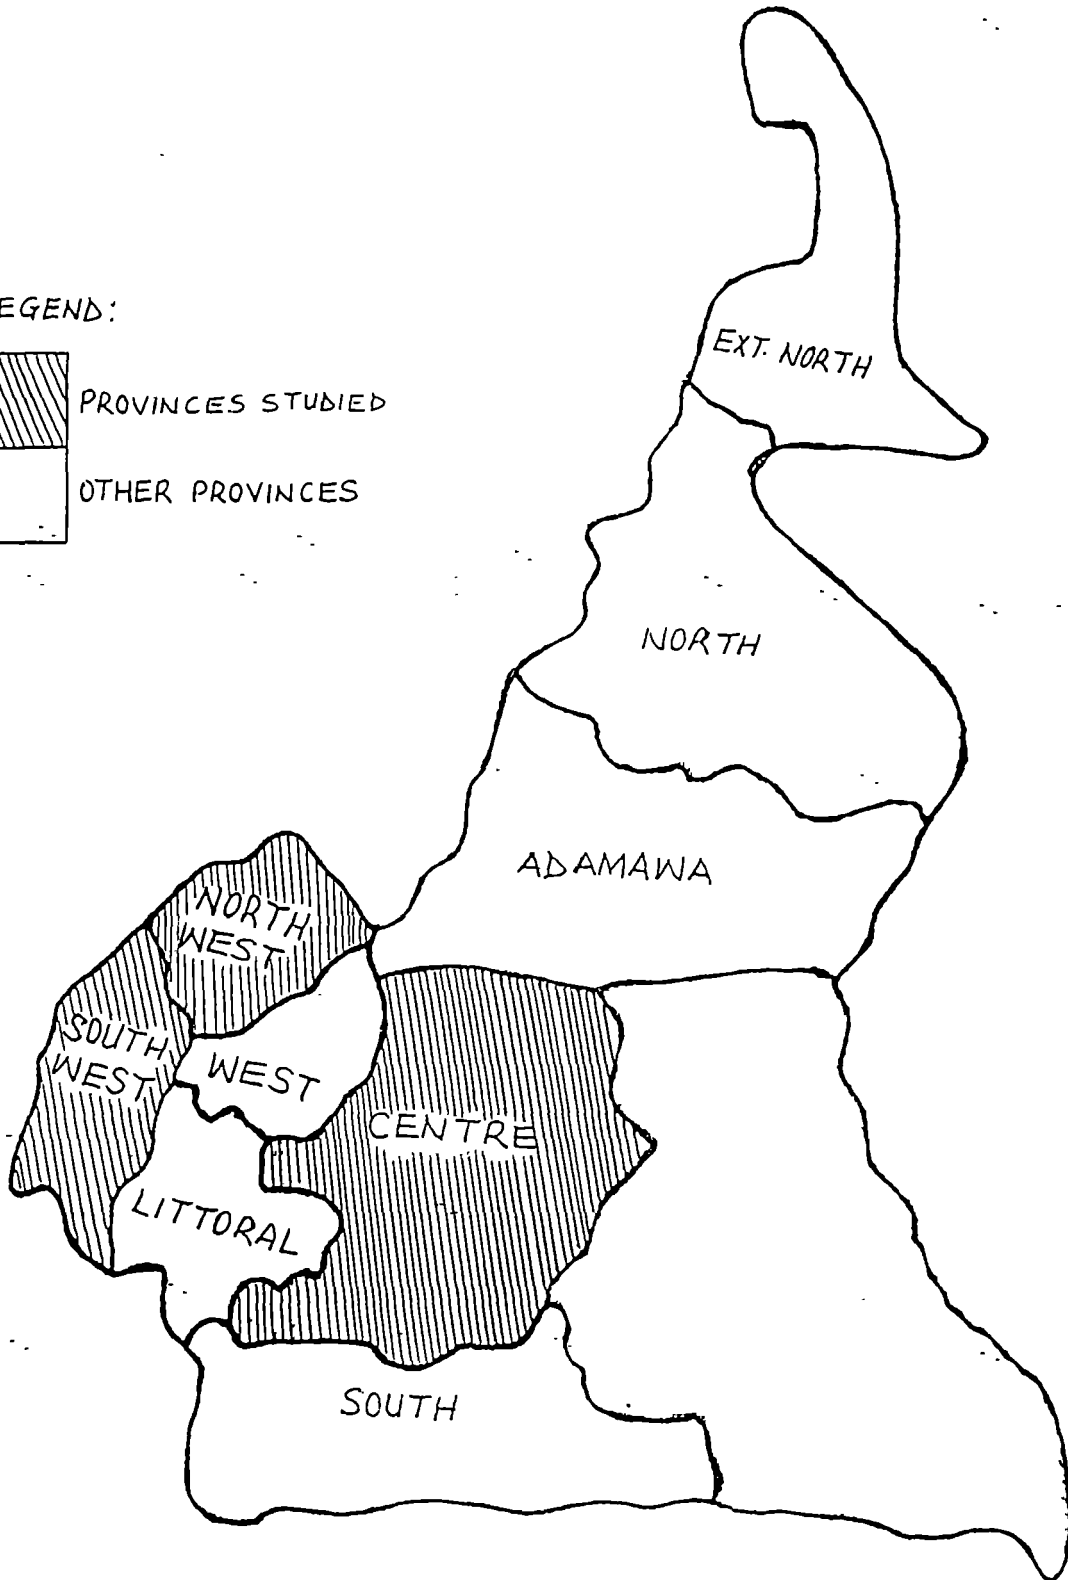 EGEND:
PROVINCES STUDIED
OTHER PROVINCES
EXT. NORTH
NORTH
ADAMAWA
NORTH
WEST
SOUTH
WEST
WEST
CENTRE
LITTORAL
SOUTH